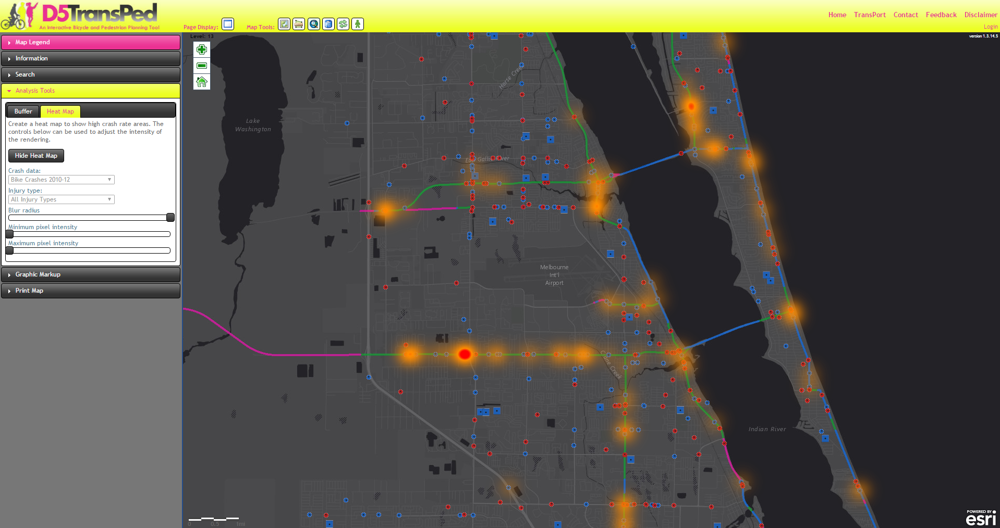 D5TransPed
An Interactive Bicycle and Pedestrian Planning Tool
Page Display:
Map Tools:
Home TransPort Contact Feedback Disclaimer
Login
version 1.3.14.5
Level: 13
Map Legend
Information
Search
Analysis Tools
Buffer
Heat Map
Create a heat map to show high crash rate areas. The
controls below can be used to adjust the intensity of
the rendering.
Hide Heat Map
Crash data:
Bike Crashes 2010-12
Injury type:
All Injury Types
Blur radius
Minimum pixel intensity
Maximum pixel intensity
Graphic Markup
Print Map
Lake
Washington
Horse Creek
Eau Gallie River
Melbourne
Int'l
Airport
Crane Creek
Indian River
0 0.5 1mi
POWERED BY
esri